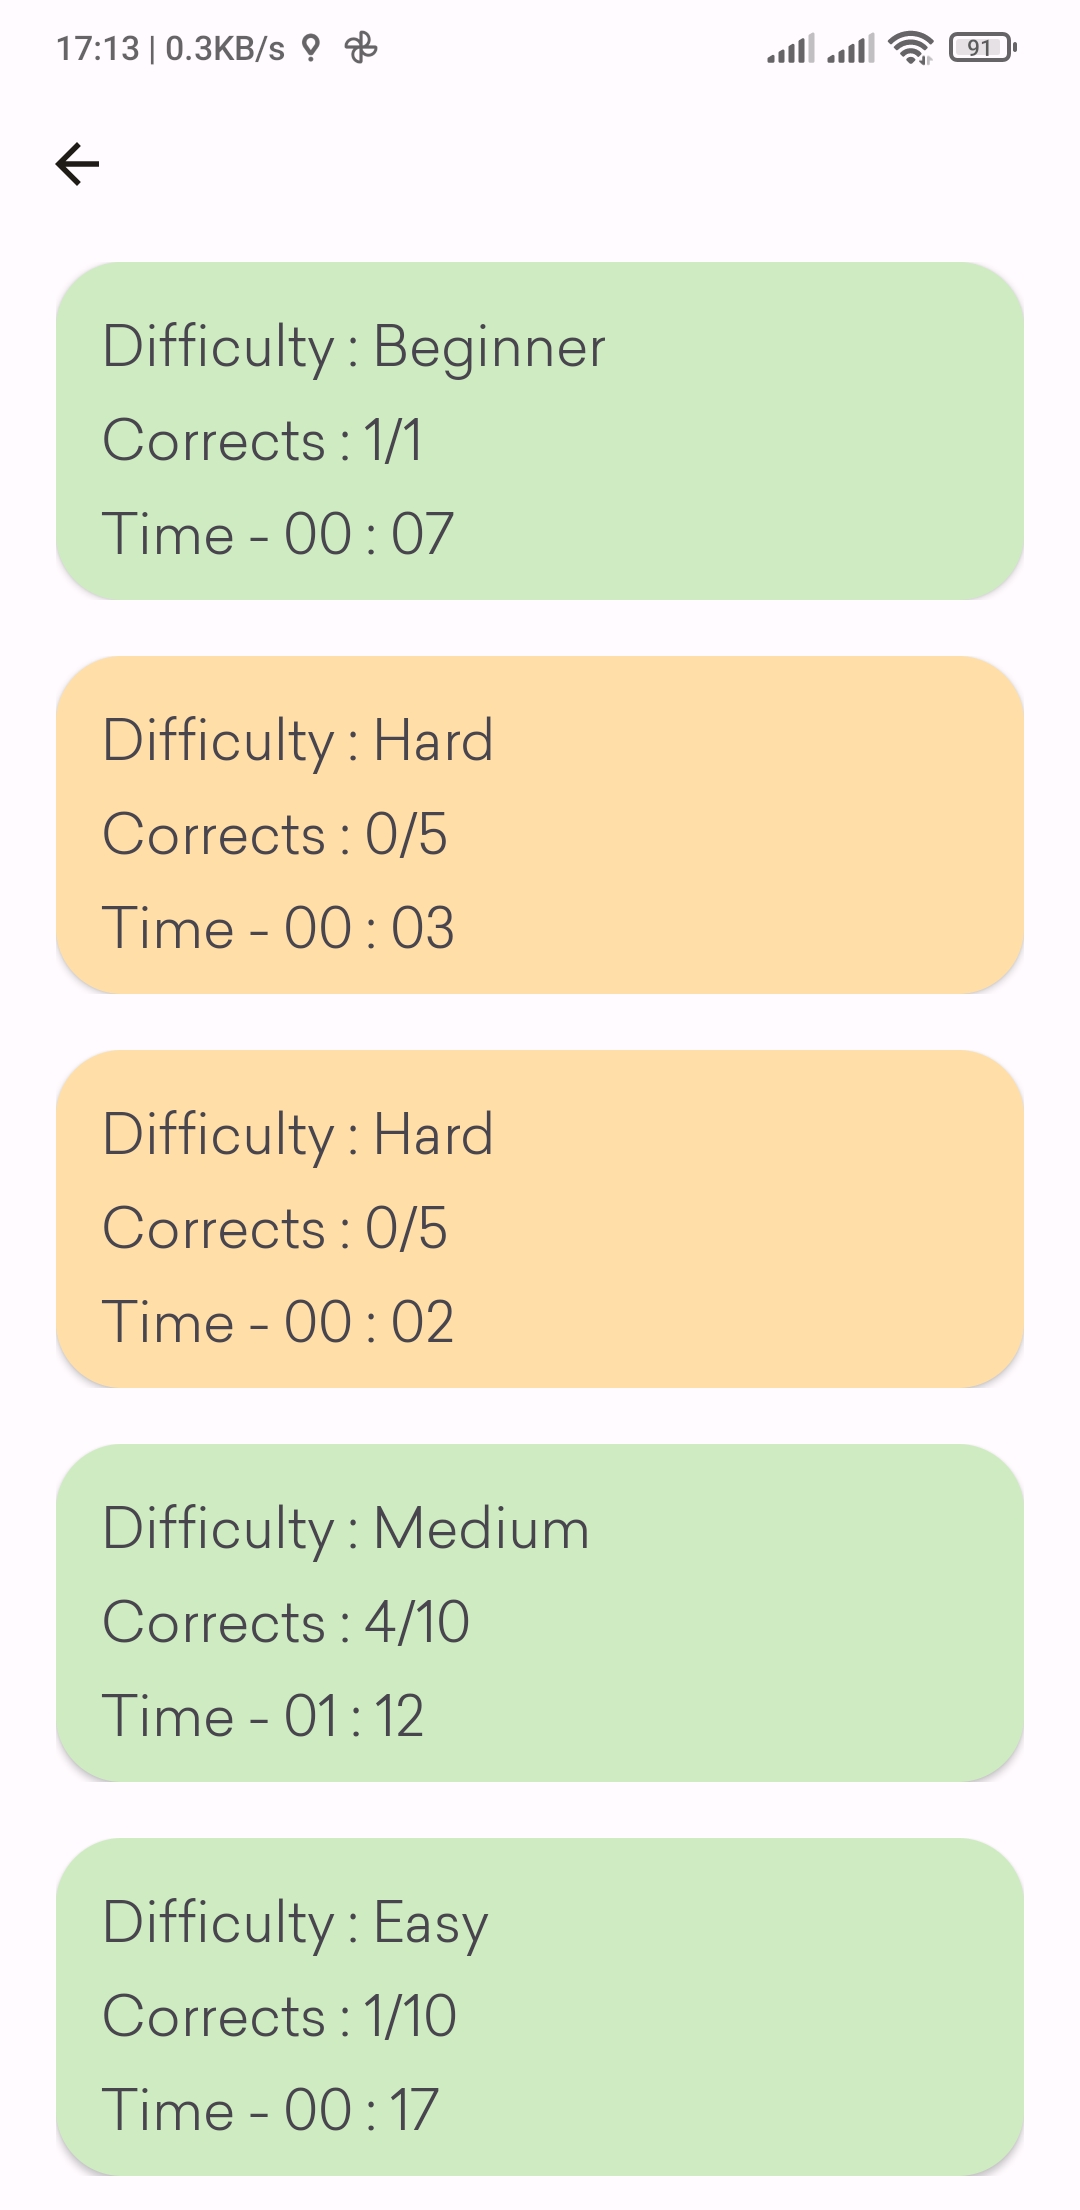 17:13 | 0.3KB/s 91
Difficulty : Beginner
Corrects : 1/1
Time - 00 : 07
Difficulty : Hard
Corrects : 0/5
Time - 00 : 03
Difficulty : Hard
Corrects : 0/5
Time - 00 : 02
Difficulty : Medium
Corrects : 4/10
Time - 01 : 12
Difficulty : Easy
Corrects : 1/10
Time - 00 : 17